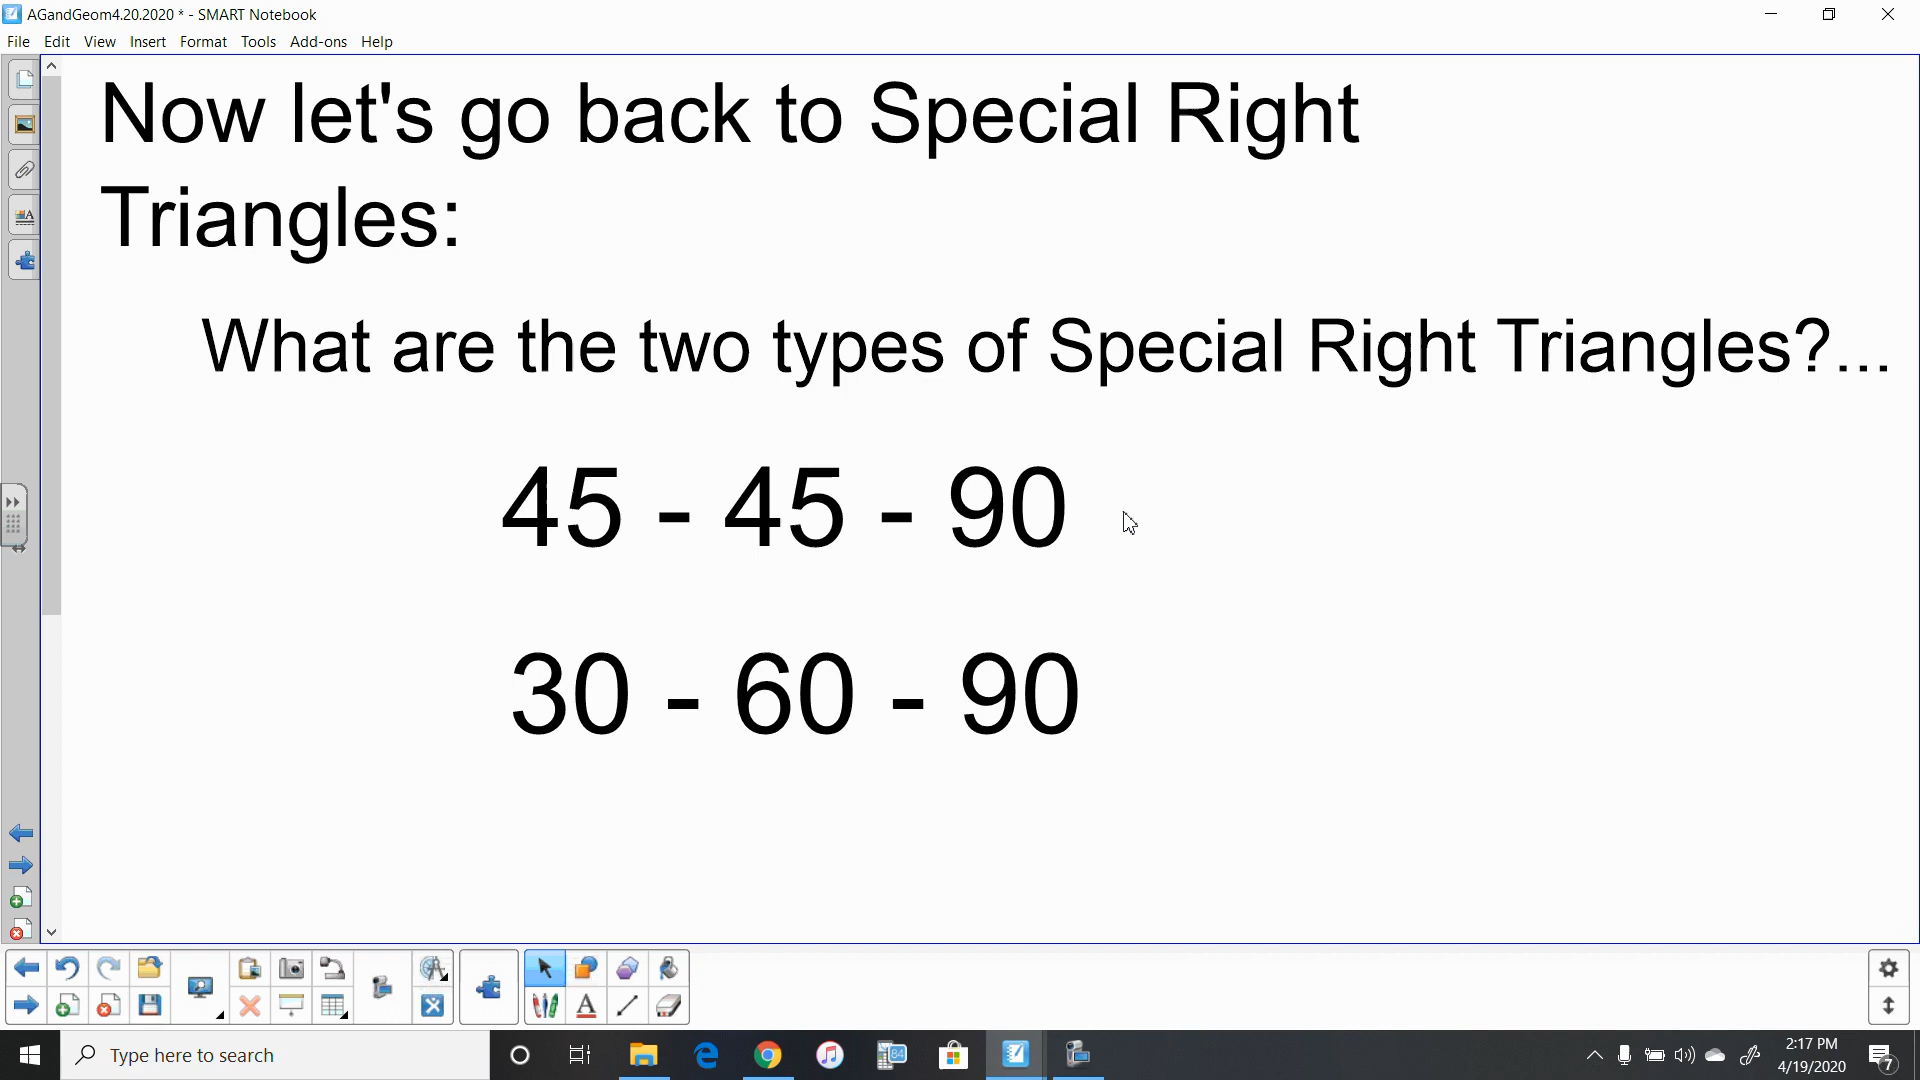 AGandGeom4.20.2020 * - SMART Notebook
File Edit View Insert Format Tools Add-ons Help
Now let's go back to Special Right
Triangles:
What are the two types of Special Right Triangles?...
45 - 45 - 90
30 - 60 - 90
A
A
Type here to search
84
2:17 PM
4/19/2020
7